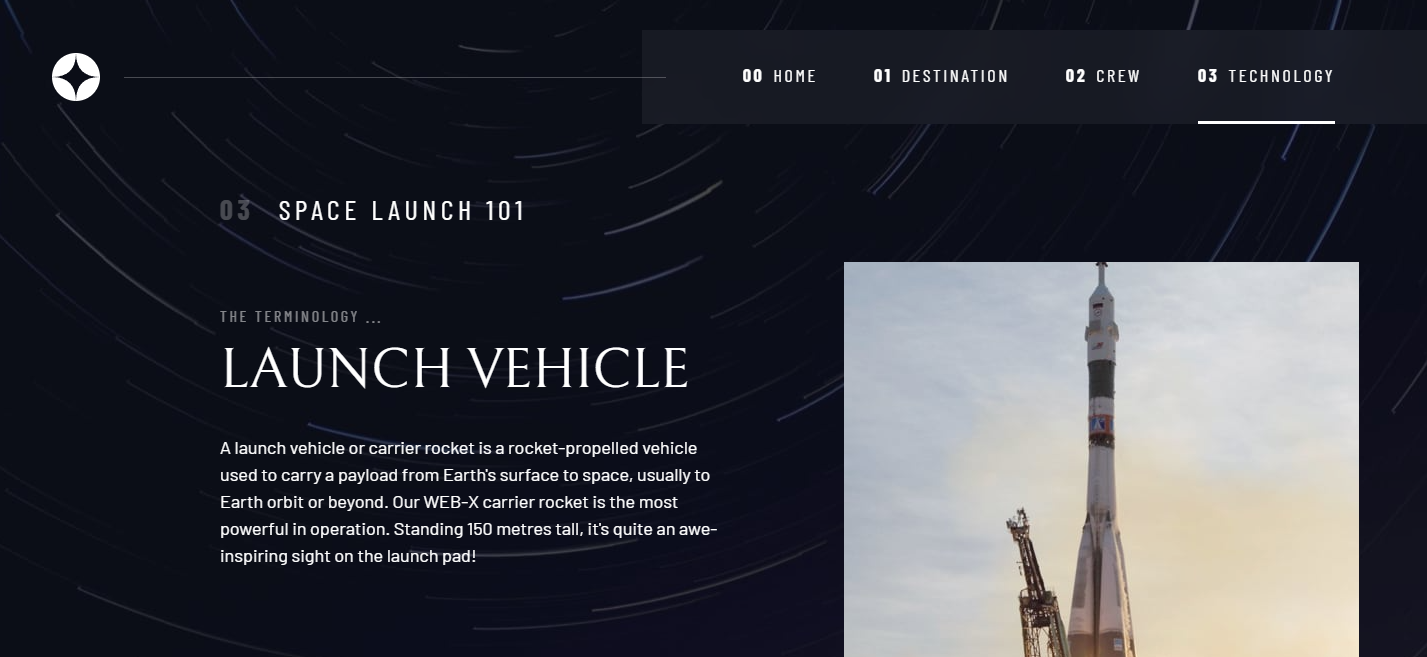 00 HOME 01 DESTINATION 02 CREW 03 TECHNOLOGY
03 SPACE LAUNCH 101
THE TERMINOLOGY ...
LAUNCH VEHICLE
A launch vehicle or carrier rocket is a rocket-propelled vehicle
used to carry a payload from Earth's surface to space, usually to
Earth orbit or beyond. Our WEB-X carrier rocket is the most
powerful in operation. Standing 150 metres tall, it's quite an awe-
inspiring sight on the launch pad!